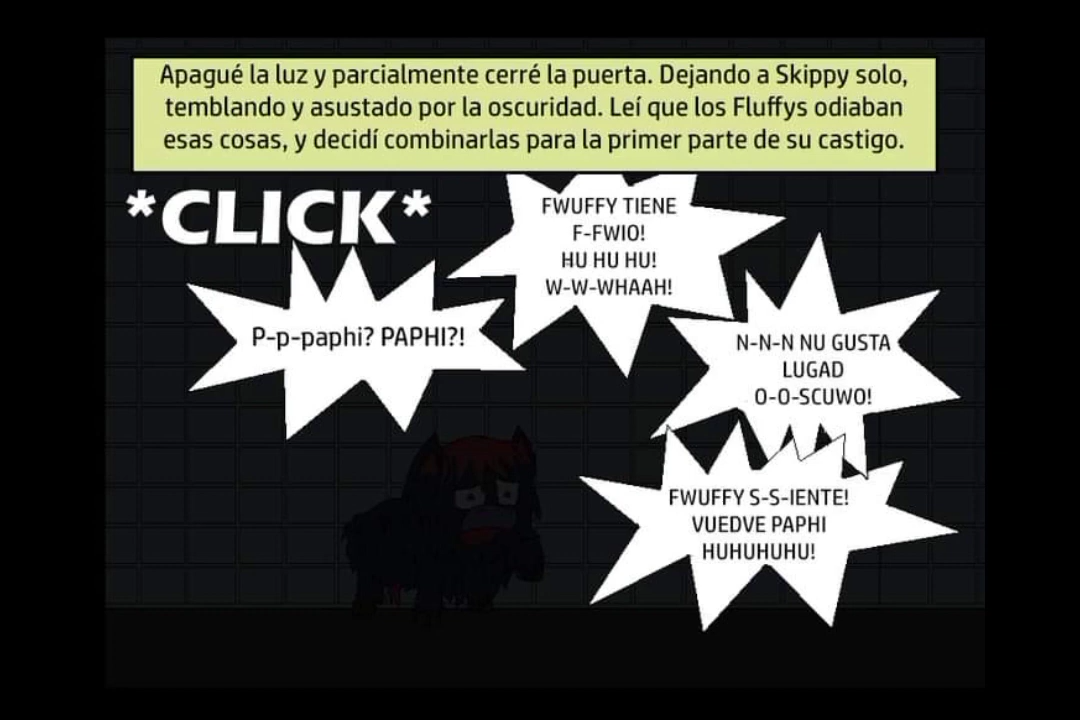 Apagué la luz y parcialmente cerré la puerta. Dejando a Skippy solo,
temblando y asustado por la oscuridad. Leí que los Fluffys odiaban
esas cosas, y decidí combinarlas para la primer parte de su castigo.
*CLICK*
FWUFFY TIENE
F-FWIO!
HU HU HU!
W-W-WHAAH!
P-p-paphi? PAPHI?!
N-N-N NU GUSTA
LUGAD
O-O-SCUWO!
FWUFFY S-S-IENTE!
VUEDVE PAPHI
HUHUHUHU!